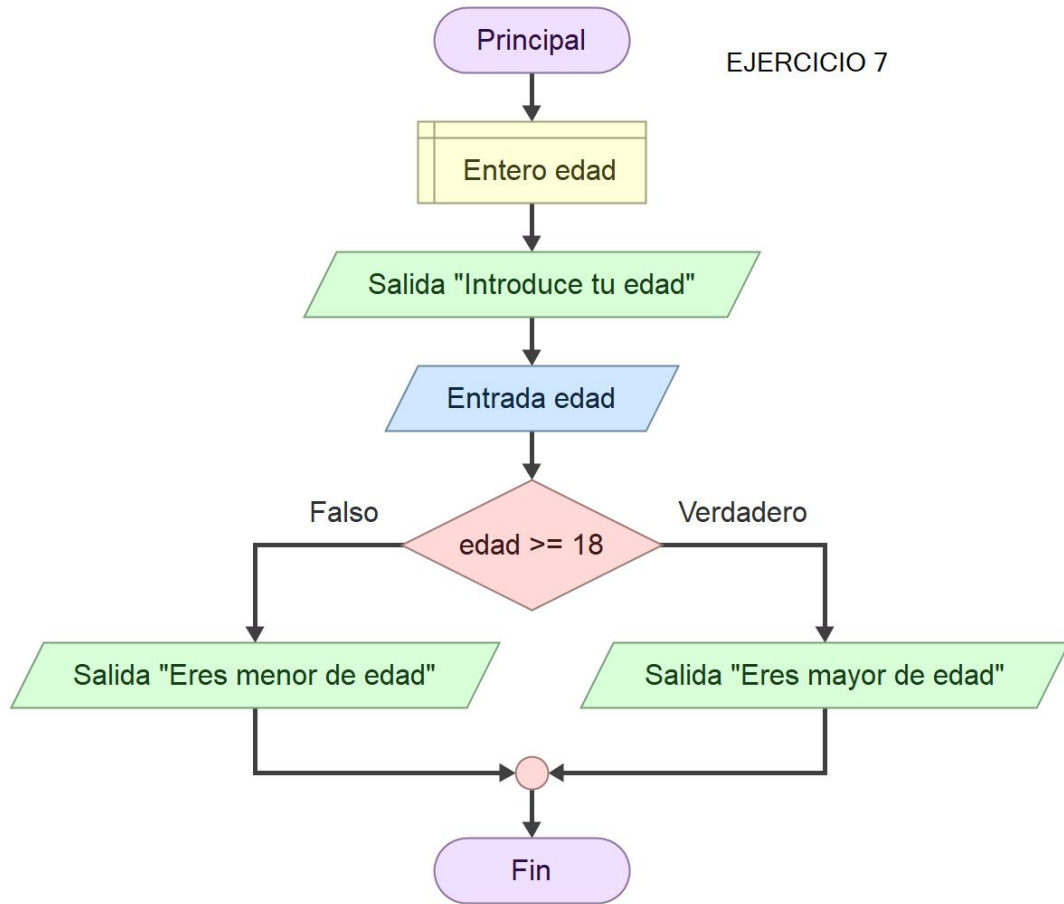 Principal
EJERCICIO 7
Entero edad
Salida "Introduce tu edad"
Entrada edad
Falso
Verdadero
edad >= 18
Salida "Eres menor de edad"
Salida "Eres mayor de edad"
Fin